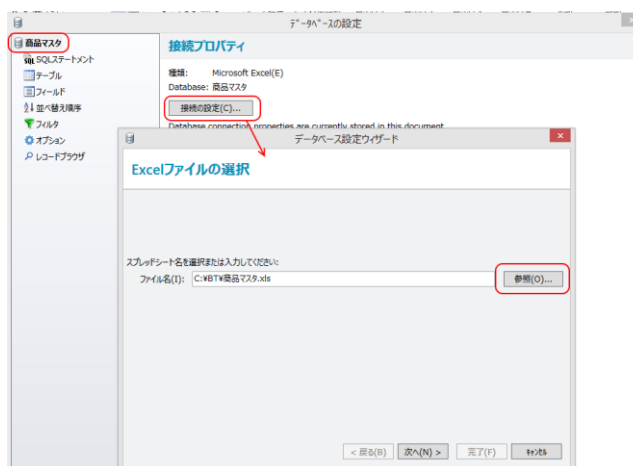 ﾃﾞｰﾀﾍﾞｰｽの設定
商品マスタ
SQL SQLステートメント
テーブル
フィールド
並べ替え順序
フィルタ
オプション
レコードブラウザ
接続プロパティ
種類: Microsoft Excel(E)
Database: 商品マスタ
接続の設定(C)...
Database connection properties are currently stored in this document
データベース設定ウィザード
Excelファイルの選択
スプレッドシート名を選択または入力してください:
ファイル名(I): C:¥BT¥商品マスタ.xls
参照(O)...
< 戻る(B) 次へ(N) > 完了(F) ｷｬﾝｾﾙ